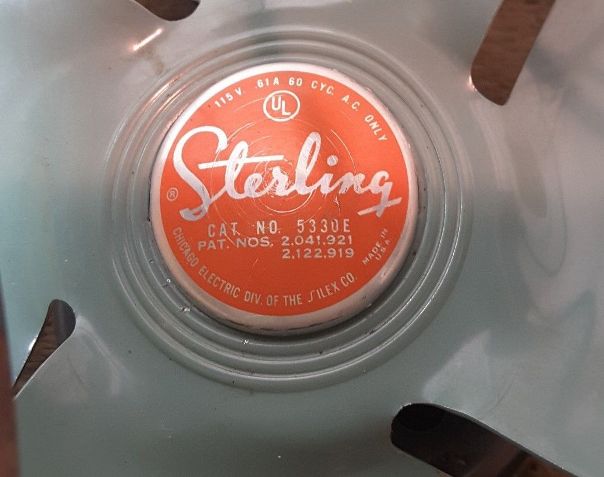 115V .61A 60 CYC. A.C. ONLY
UL
Sterling
®
CAT. NO. 5330E
PAT. NOS. 2.041.921
2.122.919
MADE IN
U.S.A.
CHICAGO ELECTRIC DIV. OF THE SILEX CO.